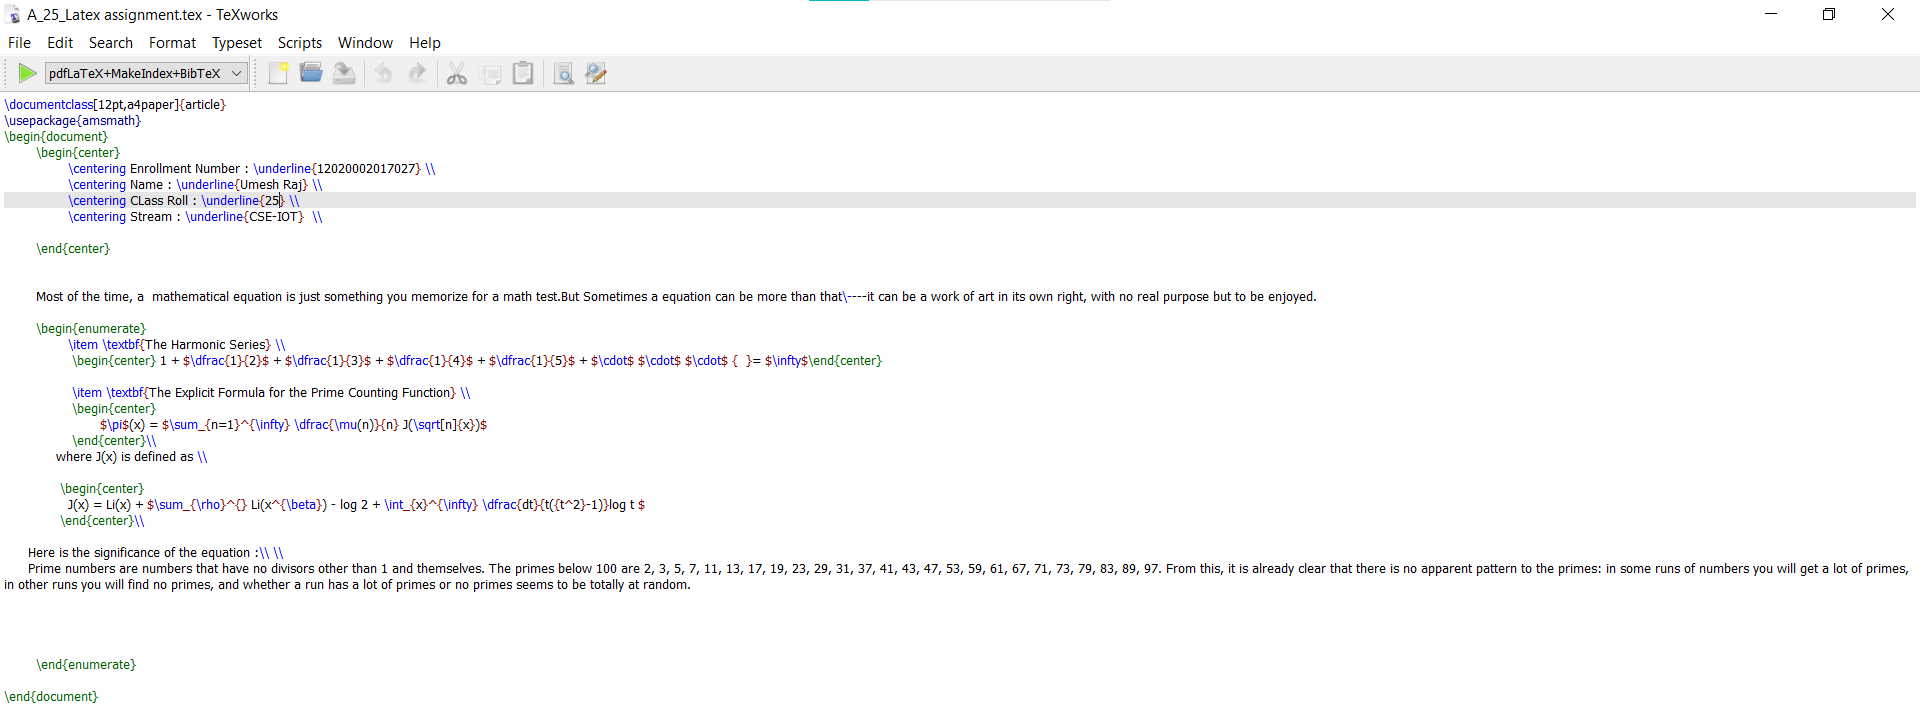 A_25_Latex assignment.tex - TeXworks
File Edit Search Format Typeset Scripts Window Help
pdfLaTeX+MakeIndex+BibTeX
\documentclass[12pt,a4paper]{article}
\usepackage{amsmath}
\begin{document}
\begin{center}
\centering Enrollment Number : \underline{12020002017027} \\
\centering Name : \underline{Umesh Raj} \\
\centering CLass Roll : \underline{25} \\
\centering Stream : \underline{CSE-IOT}  \\
\end{center}
Most of the time, a  mathematical equation is just something you memorize for a math test.But Sometimes a equation can be more than that\----it can be a work of art in its own right, with no real purpose but to be enjoyed.
\begin{enumerate}
\item \textbf{The Harmonic Series} \\
\begin{center} 1 + $\dfrac{1}{2}$ + $\dfrac{1}{3}$ + $\dfrac{1}{4}$ + $\dfrac{1}{5}$ + $\cdot$ $\cdot$ $\cdot$ {  }= $\infty$\end{center}
\item \textbf{The Explicit Formula for the Prime Counting Function} \\
\begin{center}
$\pi$(x) = $\sum_{n=1}^{\infty} \dfrac{\mu(n)}{n} J(\sqrt[n]{x})$
\end{center}\\
where J(x) is defined as \\
\begin{center}
J(x) = Li(x) + $\sum_{\rho}^{} Li(x^{\beta}) - log 2 + \int_{x}^{\infty} \dfrac{dt}{t({t^2}-1)}log t $
\end{center}\\
Here is the significance of the equation :\\ \\
Prime numbers are numbers that have no divisors other than 1 and themselves. The primes below 100 are 2, 3, 5, 7, 11, 13, 17, 19, 23, 29, 31, 37, 41, 43, 47, 53, 59, 61, 67, 71, 73, 79, 83, 89, 97. From this, it is already clear that there is no apparent pattern to the primes: in some runs of numbers you will get a lot of primes,
in other runs you will find no primes, and whether a run has a lot of primes or no primes seems to be totally at random.
\end{enumerate}
\end{document}